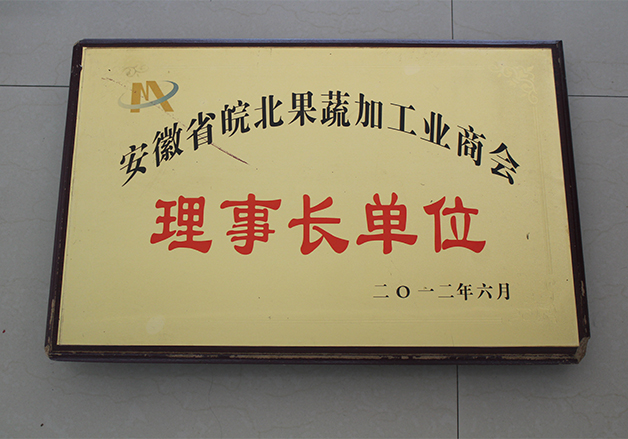 安徽省皖北果蔬加工业商会
理事长单位
二〇一二年六月